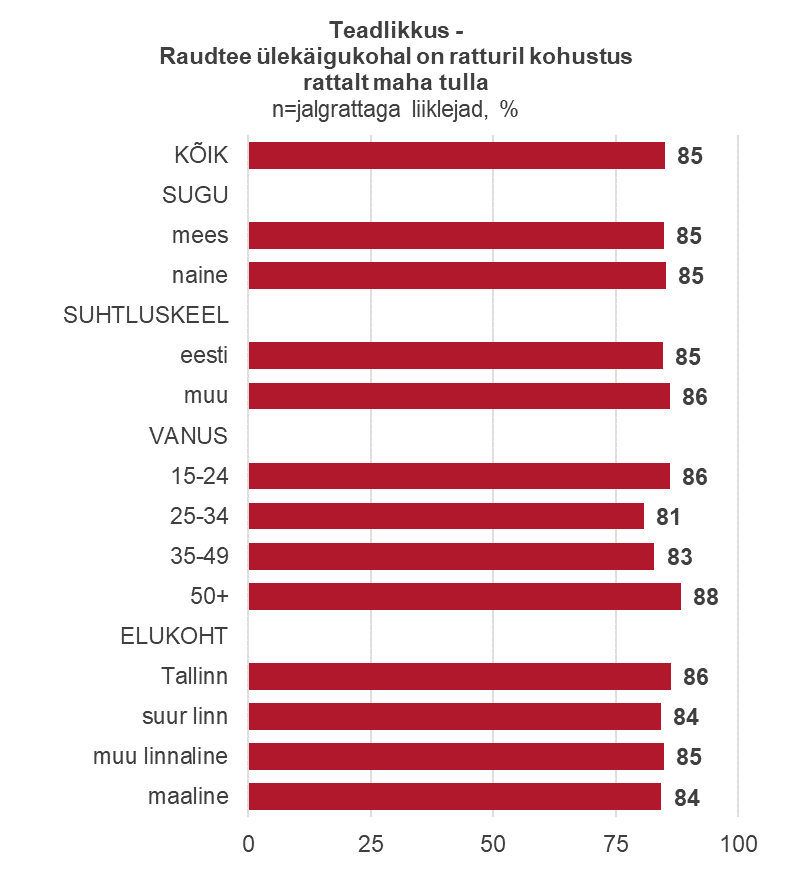 Teadlikkus -
Raudtee ülekäigukohal on ratturil kohustus
rattalt maha tulla
n=jalgrattaga liiklejad, %
KÕIK 85
SUGU
mees 85
naine 85
SUHTLUSKEEL
eesti 85
muu 86
VANUS
15-24 86
25-34 81
35-49 83
50+ 88
ELUKOHT
Tallinn 86
suur linn 84
muu linnaline 85
maaline 84
0 25 50 75 100